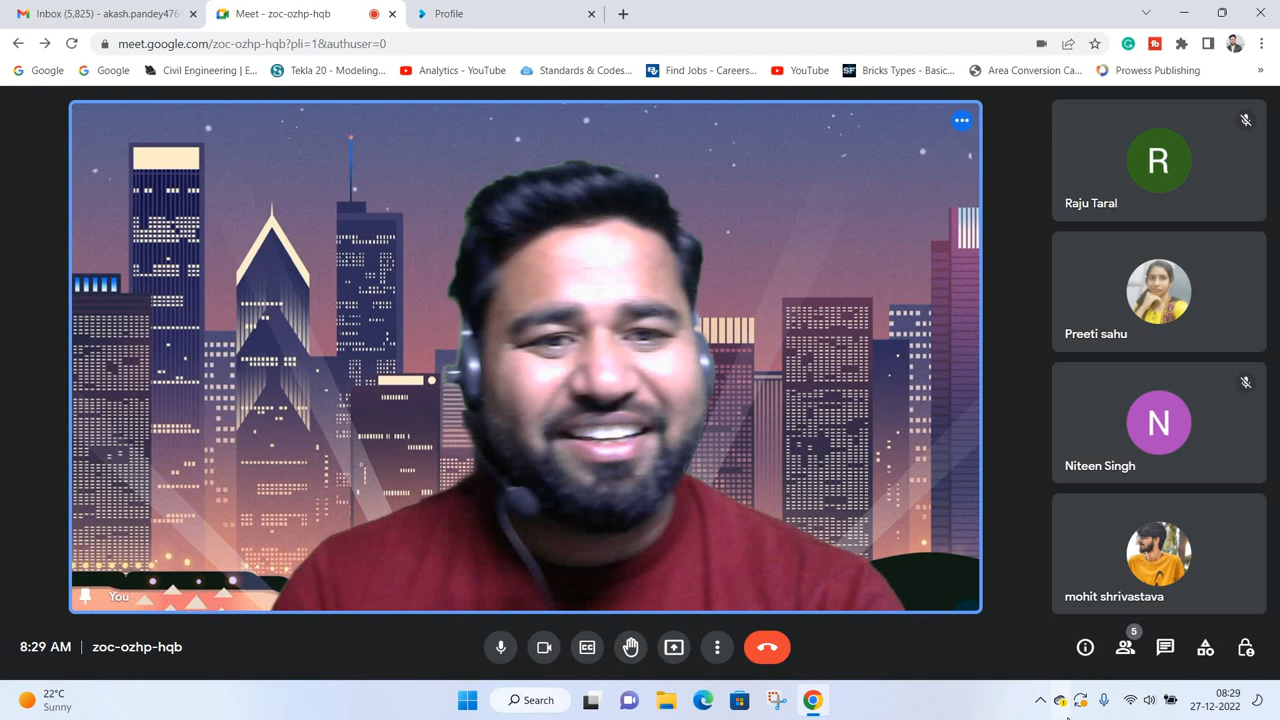 Inbox (5,825) - akash.pandey476
Meet - zoc-ozhp-hqb
Profile
meet.google.com/zoc-ozhp-hqb?pli=1&authuser=0
Google
Google
Civil Engineering | E...
Tekla 20 - Modeling...
Analytics - YouTube
Standards & Codes...
Find Jobs - Careers...
YouTube
SF
Bricks Types - Basic...
Area Conversion Ca...
Prowess Publishing
»
R
Raju Taral
Preeti sahu
N
Niteen Singh
mohit shrivastava
You
8:29 AM | zoc-ozhp-hqb
5
22°C
Sunny
Search
08:29
27-12-2022